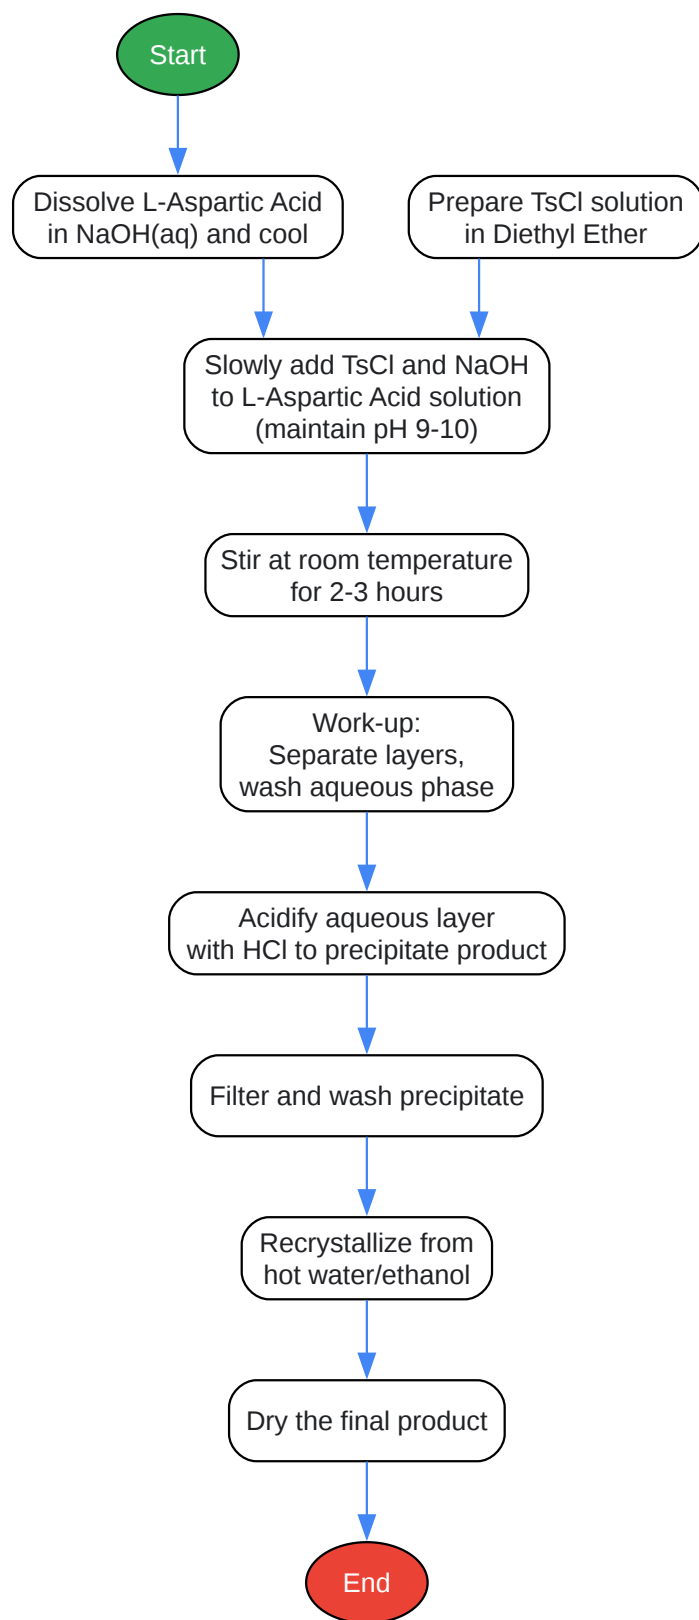 Start
Dissolve L-Aspartic Acid
in NaOH(aq) and cool
Prepare TsCl solution
in Diethyl Ether
Slowly add TsCl and NaOH
to L-Aspartic Acid solution
(maintain pH 9-10)
Stir at room temperature
for 2-3 hours
Work-up:
Separate layers,
wash aqueous phase
Acidify aqueous layer
with HCl to precipitate product
Filter and wash precipitate
Recrystallize from
hot water/ethanol
Dry the final product
End